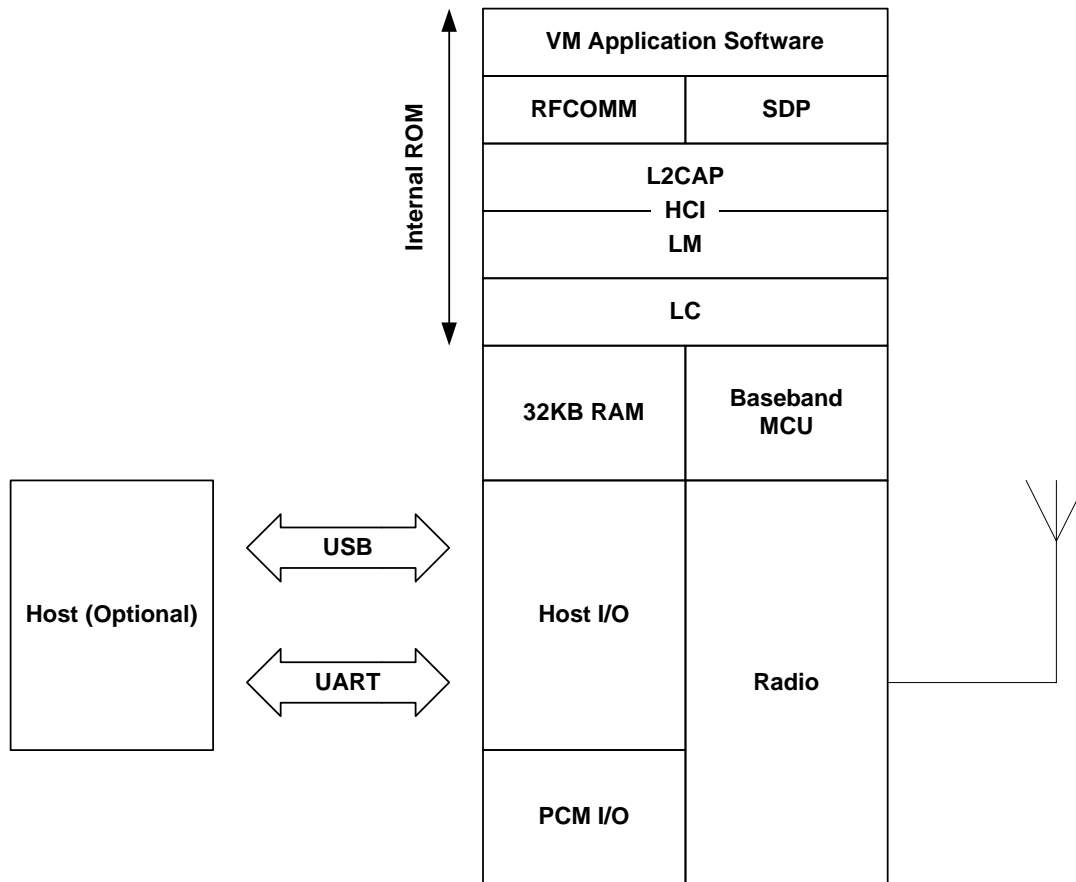 VM Application Software
RFCOMM
SDP
Internal ROM
L2CAP
HCI
LM
LC
32KB RAM
Baseband
MCU
Host (Optional)
USB
UART
Host I/O
Radio
PCM I/O